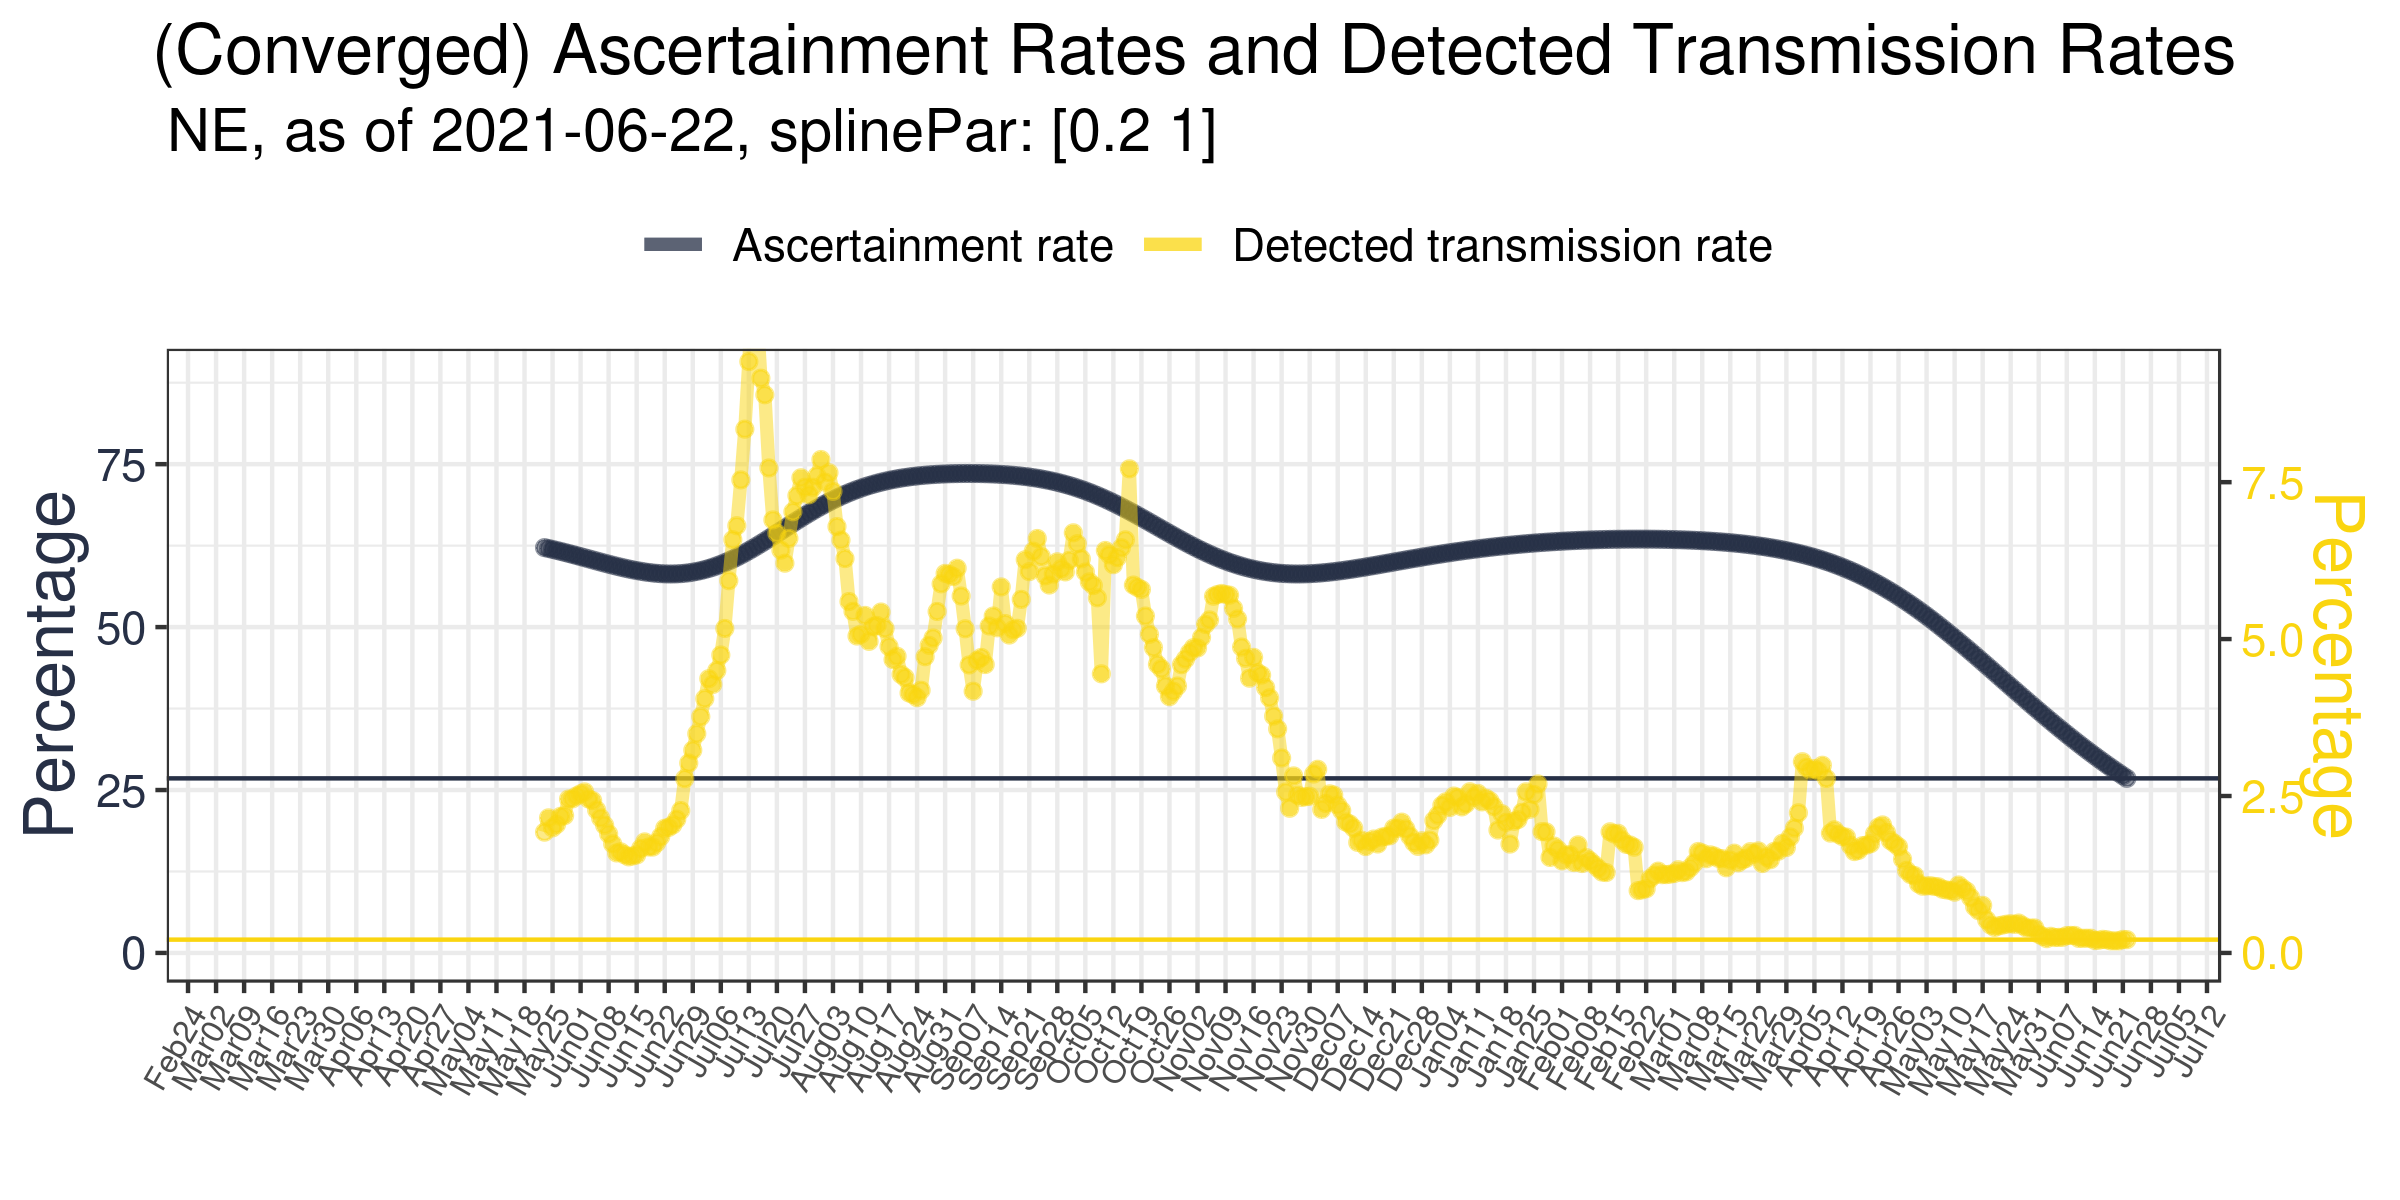 (Converged) Ascertainment Rates and Detected Transmission Rates
NE, as of 2021-06-22, splinePar: [0.2 1]
Ascertainment rate
Detected transmission rate
Percentage
75
50
25
0
7.5
5.0
2.5
0.0
Percentage
Feb24
Mar02
Mar09
Mar16
Mar23
Mar30
Apr06
Apr13
Apr20
Apr27
May04
May11
May18
May25
Jun01
Jun08
Jun15
Jun22
Jun29
Jul06
Jul13
Jul20
Jul27
Aug03
Aug10
Aug17
Aug24
Aug31
Sep07
Sep14
Sep21
Sep28
Oct05
Oct12
Oct19
Oct26
Nov02
Nov09
Nov16
Nov23
Nov30
Dec07
Dec14
Dec21
Dec28
Jan04
Jan11
Jan18
Jan25
Feb01
Feb08
Feb15
Feb22
Mar01
Mar08
Mar15
Mar22
Mar29
Apr05
Apr12
Apr19
Apr26
May03
May10
May17
May24
May31
Jun07
Jun14
Jun21
Jun28
Jul05
Jul12